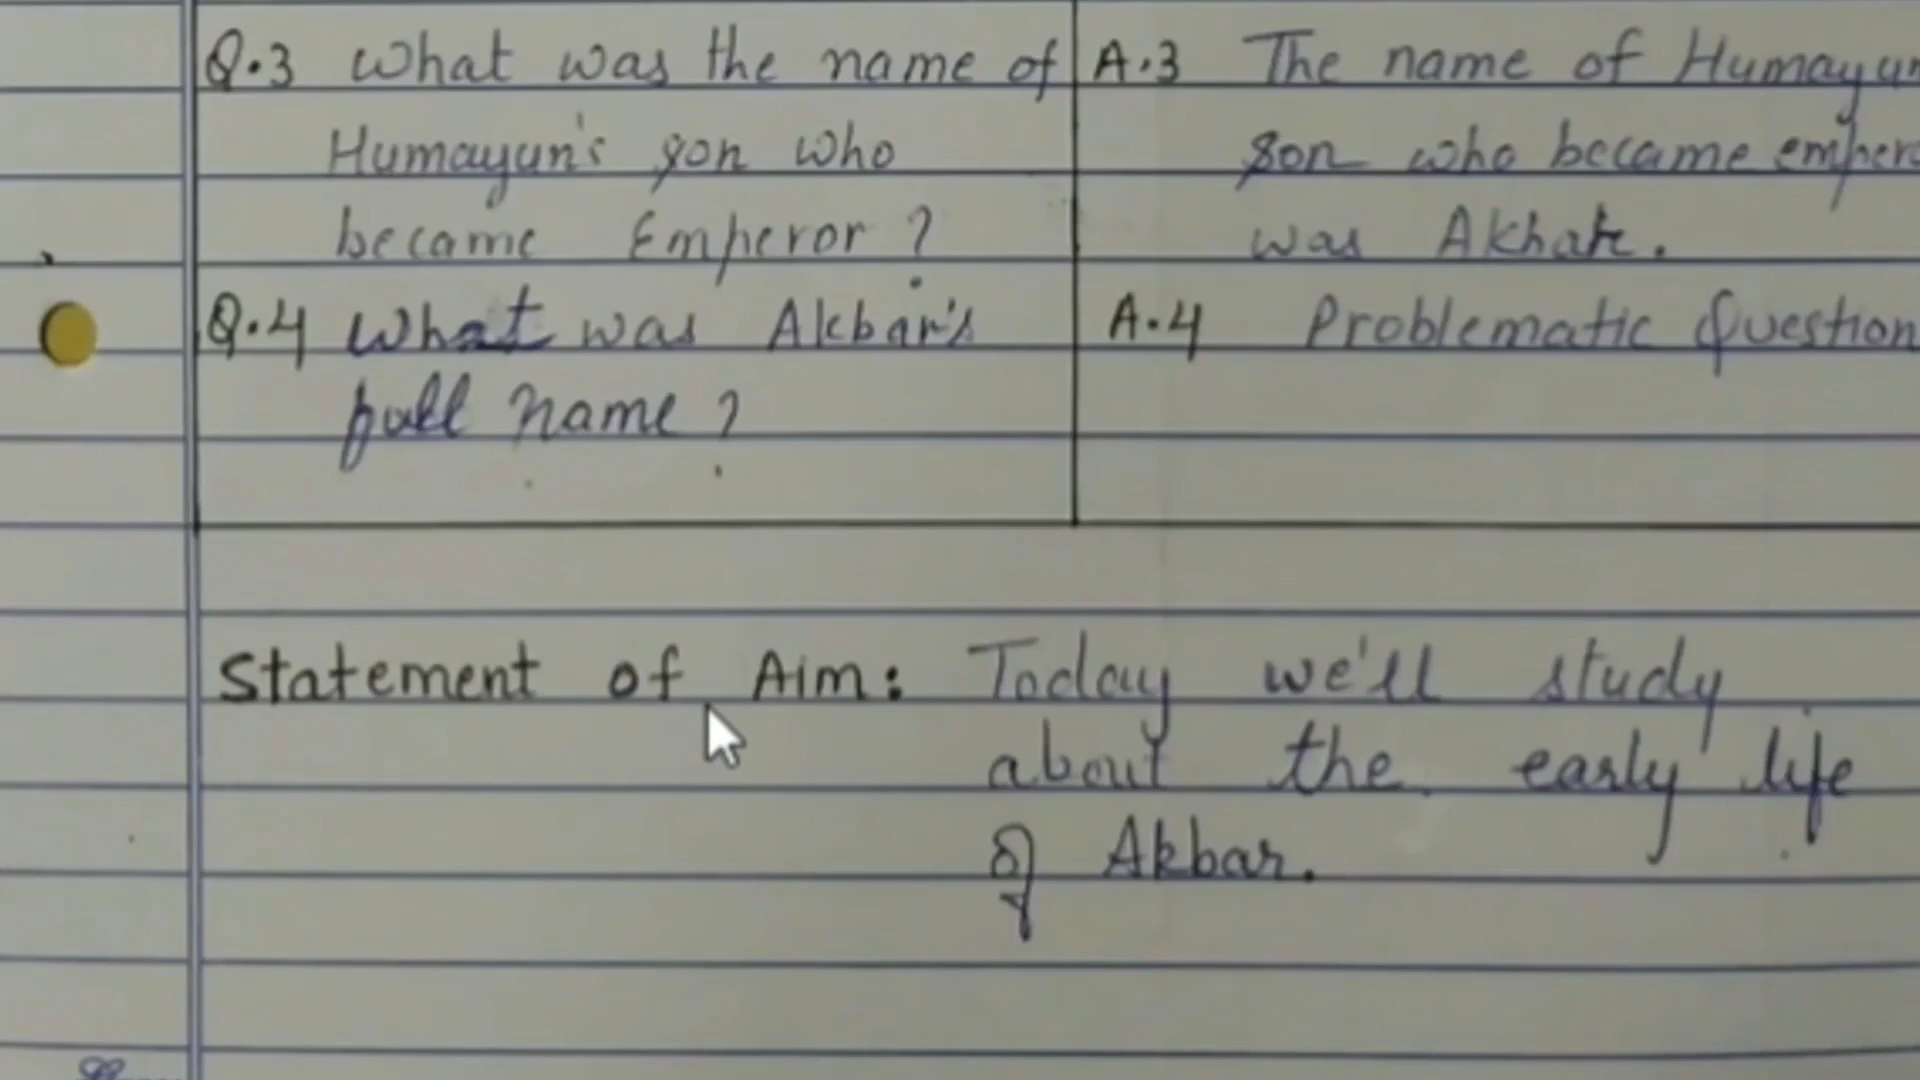 Q.3 What was the name of
Humayun's son who
became Emperor?
A.3 The name of Humayun
son who became emper
was Akbar.
Q.4 What was Akbar's
full name?
A.4 Problematic Question
Statement of Aim: Today we'll study
about the early life
of Akbar.